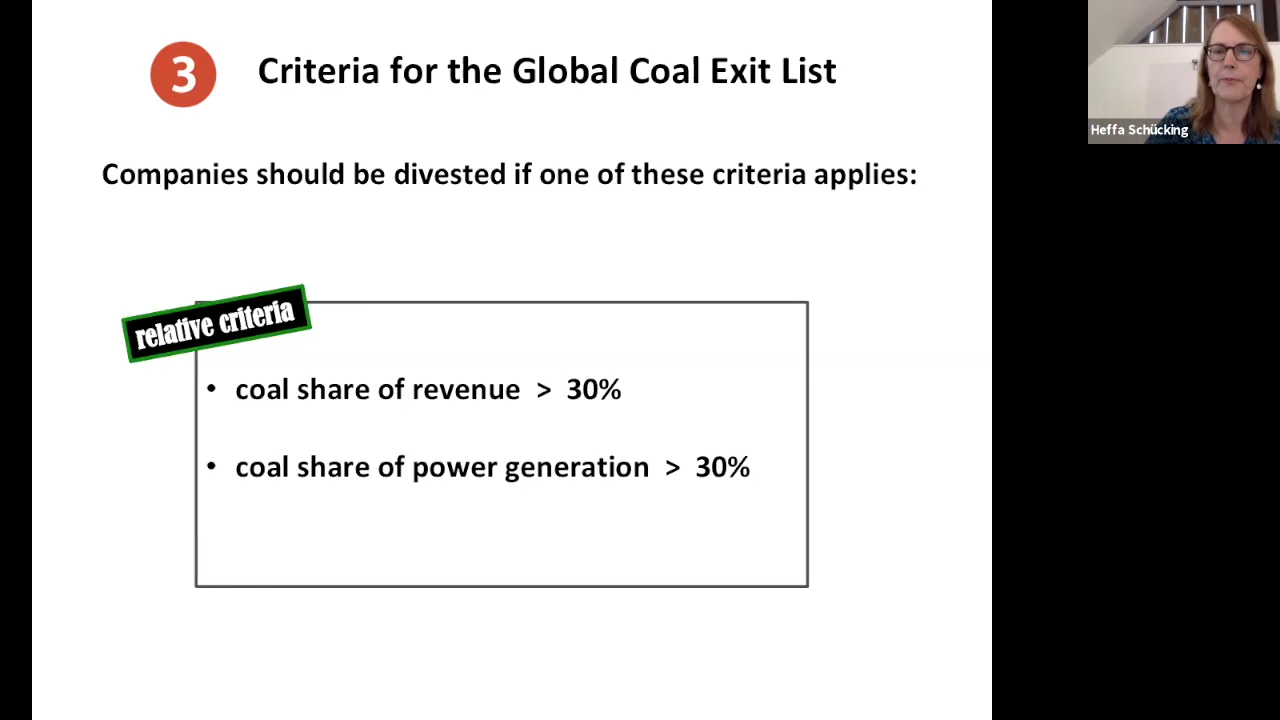 3
Criteria for the Global Coal Exit List
Heffa Schücking
Companies should be divested if one of these criteria applies:
relative criteria
• coal share of revenue > 30%
• coal share of power generation > 30%